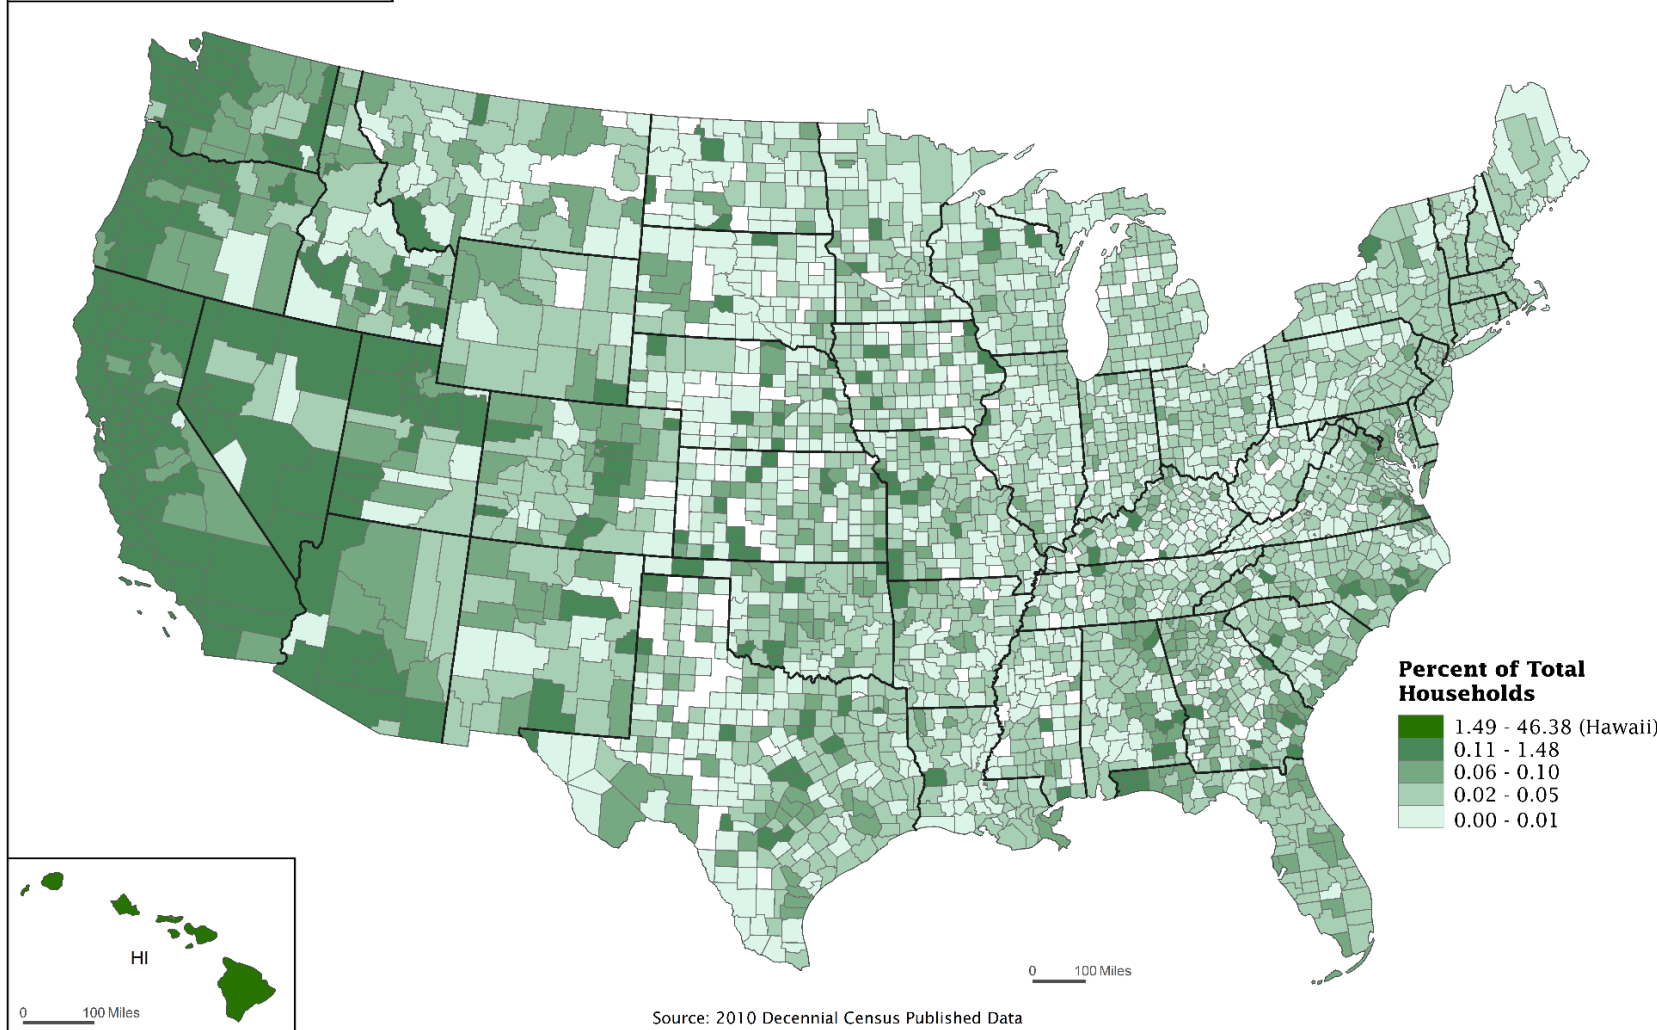 Percent of Total
Households
1.49 - 46.38 (Hawaii)
0.11 - 1.48
0.06 - 0.10
0.02 - 0.05
0.00 - 0.01
HI
0 100 Miles
0 100 Miles
Source: 2010 Decennial Census Published Data